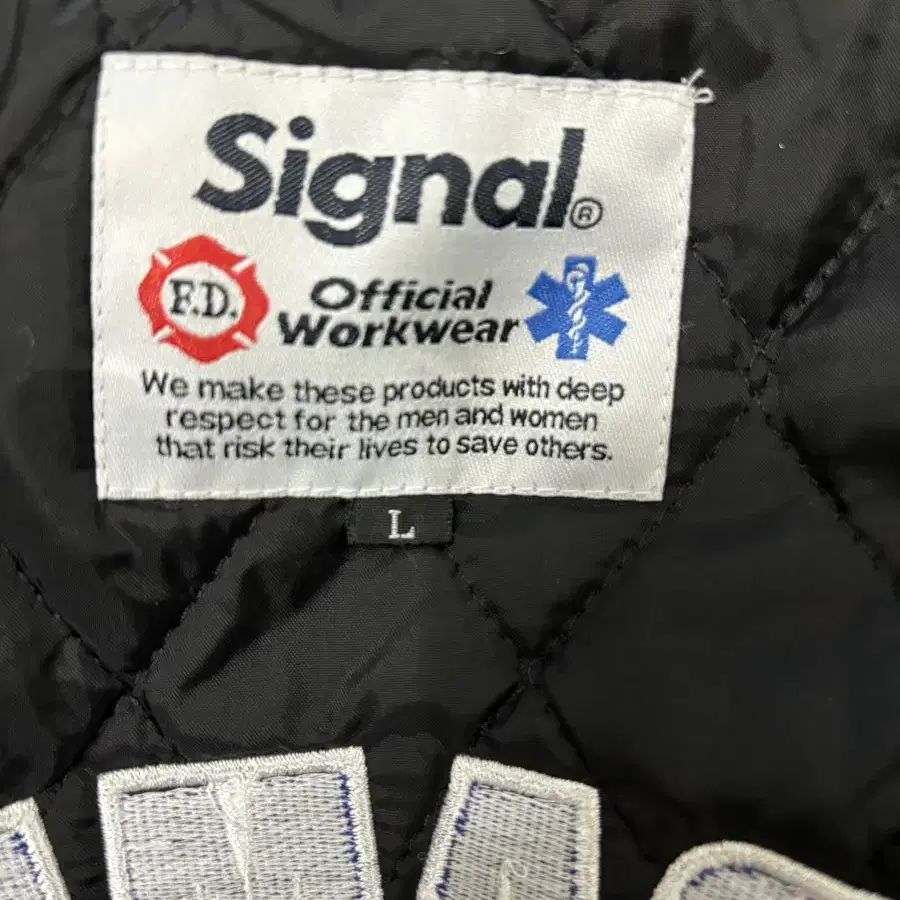 Signal®
F.D.
Official
Workwear
We make these products with deep
respect for the men and women
that risk their lives to save others.
L